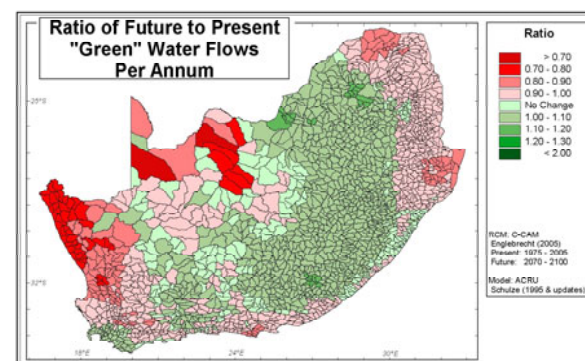 Ratio of Future to Present
"Green" Water Flows
Per Annum
Ratio
> 0.70
0.70 - 0.80
0.80 - 0.90
0.90 - 1.00
No Change
1.00 - 1.10
1.10 - 1.20
1.20 - 1.30
< 2.00
RCM: C-CAM
Englebrecht (2005)
Present: 1975 - 2005
Future: 2070 - 2100
Model: ACRU
Schulze (1995 & updates)
18°E
24°E
30°E